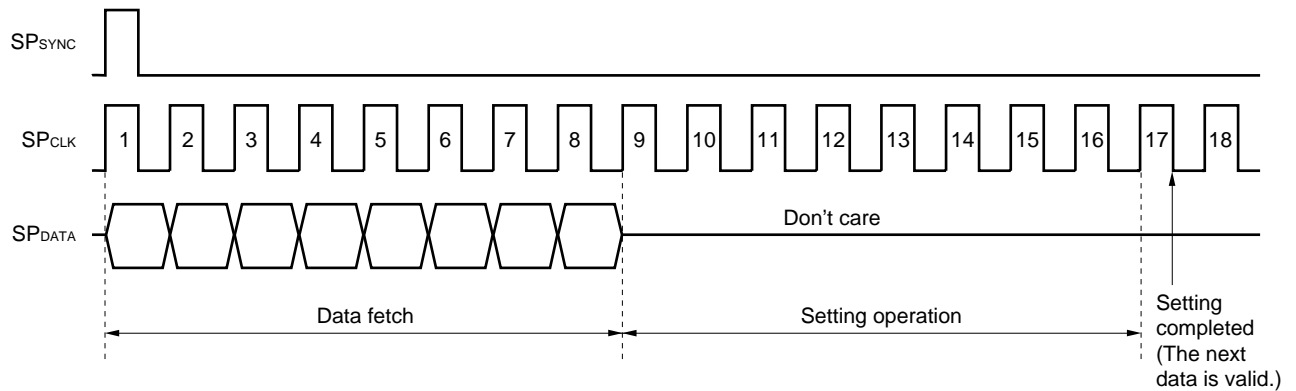 SPSYNC
SPCLK 1 2 3 4 5 6 7 8 9 10 11 12 13 14 15 16 17 18
SPDATA
Don't care
Data fetch
Setting operation
Setting
completed
(The next
data is valid.)